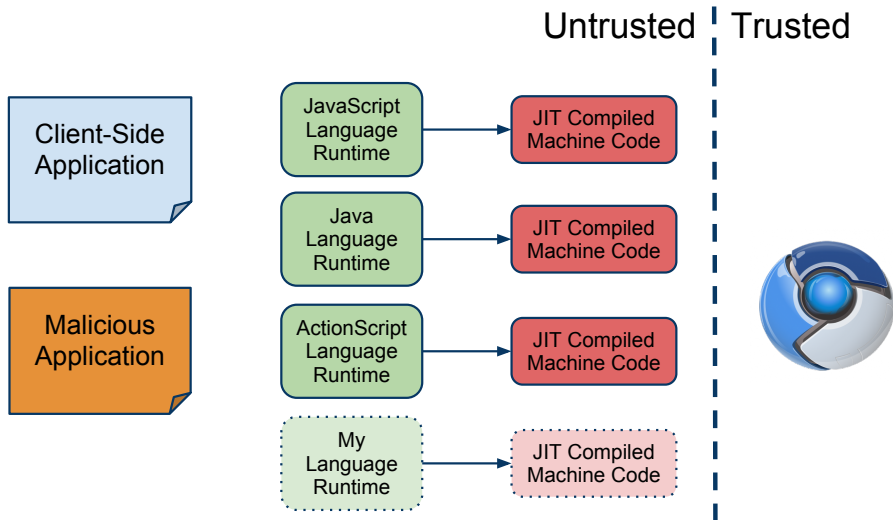 Untrusted
Trusted
Client-Side
Application
JavaScript
Language
Runtime
JIT Compiled
Machine Code
Java
Language
Runtime
JIT Compiled
Machine Code
Malicious
Application
ActionScript
Language
Runtime
JIT Compiled
Machine Code
My
Language
Runtime
JIT Compiled
Machine Code